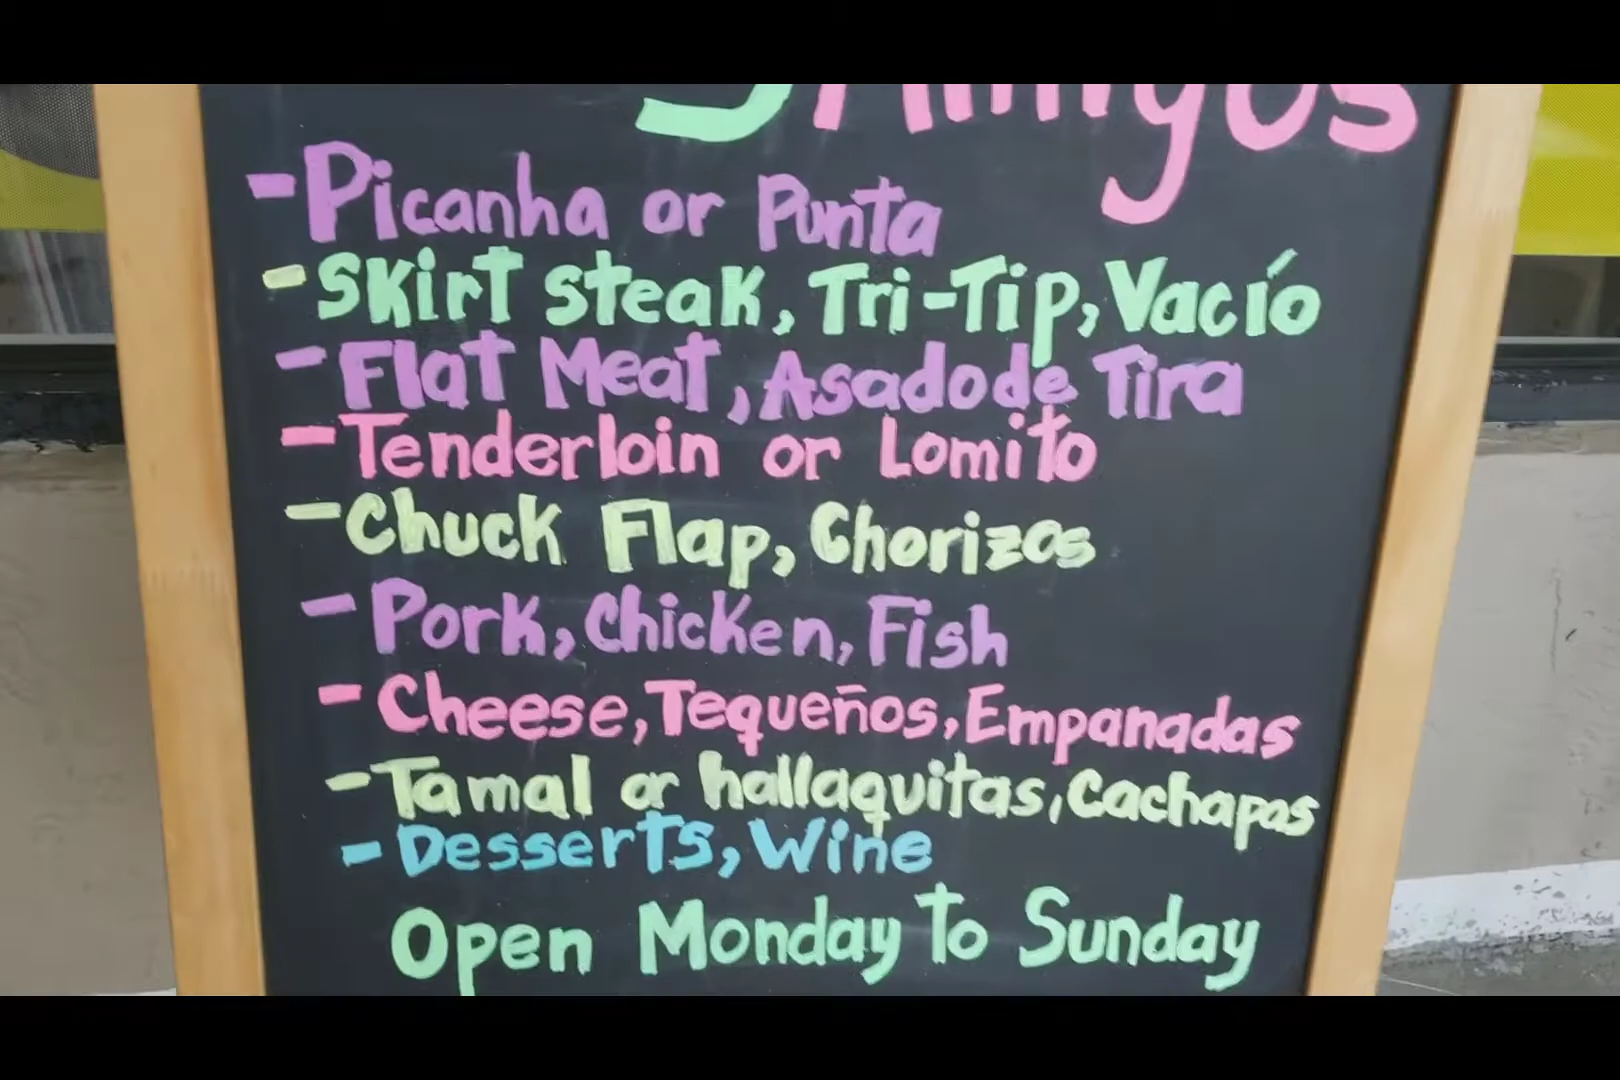 Amigos
-Picanha or Punta
-Skirt steak, Tri-Tip, Vacío
-Flat Meat, Asadode Tira
-Tenderloin or Lomito
-Chuck Flap, Chorizos
-Pork, Chicken, Fish
-Cheese, Tequeños, Empanadas
-Tamal or hallaquitas, Cachapas
-Desserts, Wine
Open Monday to Sunday